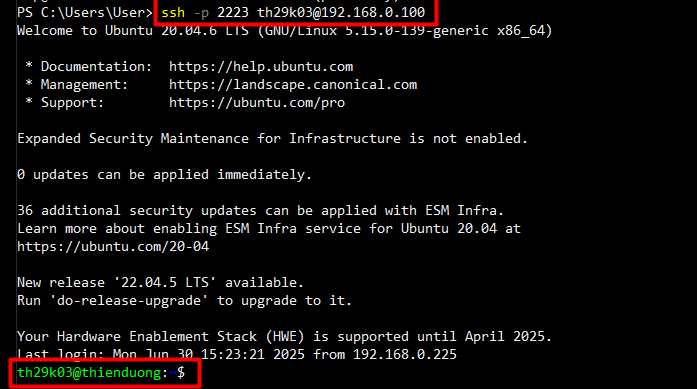 PS C:\Users\User> ssh -p 2223 th29k03@192.168.0.100
Welcome to Ubuntu 20.04.6 LTS (GNU/Linux 5.15.0-139-generic x86_64)
* Documentation: https://help.ubuntu.com
* Management: https://landscape.canonical.com
* Support: https://ubuntu.com/pro
Expanded Security Maintenance for Infrastructure is not enabled.
0 updates can be applied immediately.
36 additional security updates can be applied with ESM Infra.
Learn more about enabling ESM Infra service for Ubuntu 20.04 at
https://ubuntu.com/20-04
New release '22.04.5 LTS' available.
Run 'do-release-upgrade' to upgrade to it.
Your Hardware Enablement Stack (HWE) is supported until April 2025.
Last login: Mon Jun 30 15:23:21 2025 from 192.168.0.225
th29k03@thienduong:~$